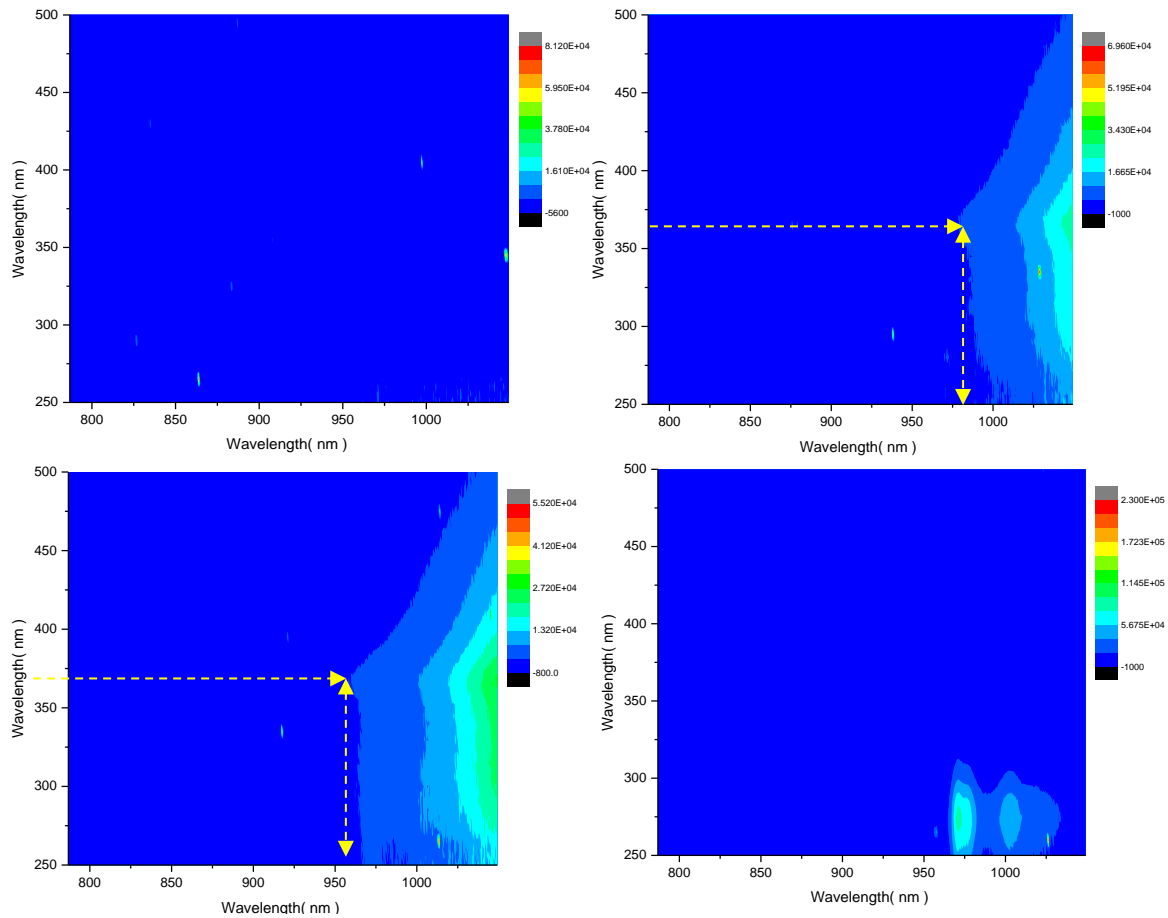 500
450
400
350
300
250
800
850
900
950
1000
Wavelength( nm )
Wavelength( nm )
8.120E+04
5.950E+04
3.780E+04
1.610E+04
-5600
500
450
400
350
300
250
800
850
900
950
1000
Wavelength( nm )
Wavelength( nm )
6.960E+04
5.195E+04
3.430E+04
1.665E+04
-1000
500
450
400
350
300
250
800
850
900
950
1000
Wavelength( nm )
Wavelength( nm )
5.520E+04
4.120E+04
2.720E+04
1.320E+04
-800.0
500
450
400
350
300
250
800
850
900
950
1000
Wavelength( nm )
Wavelength( nm )
2.300E+05
1.723E+05
1.145E+05
5.675E+04
-1000